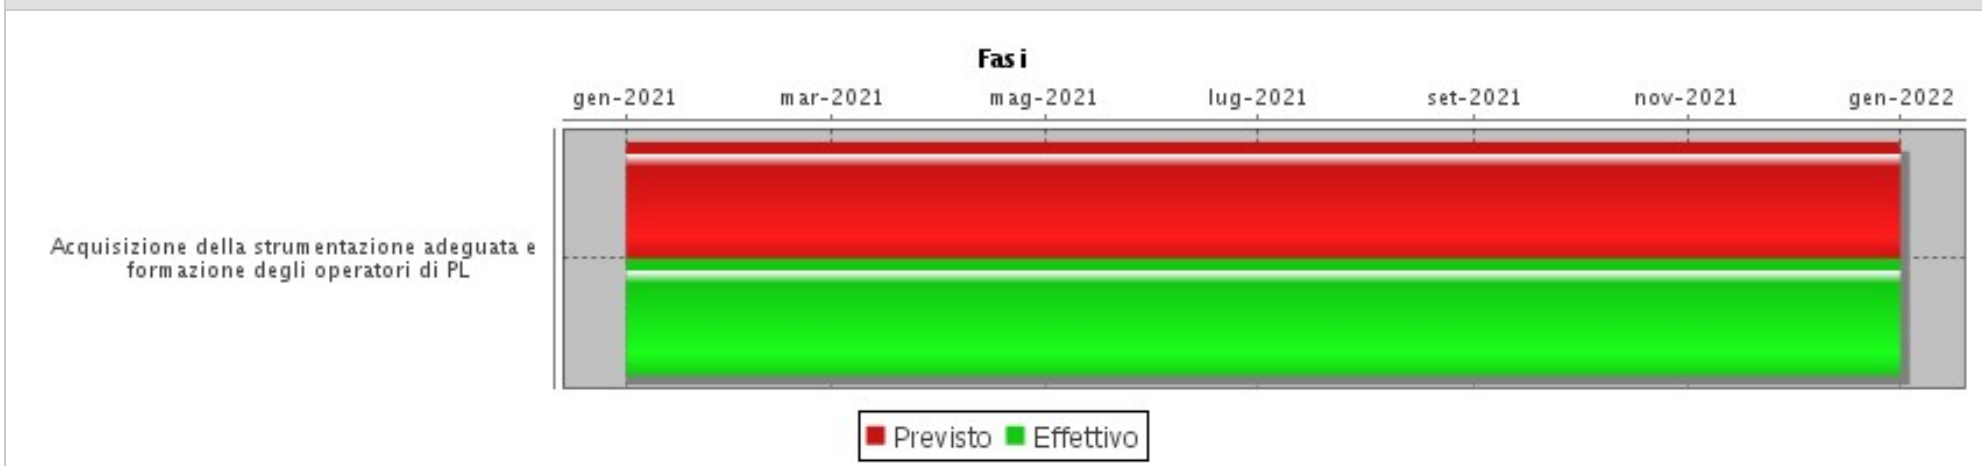 Fasi
gen-2021 mar-2021 mag-2021 lug-2021 set-2021 nov-2021 gen-2022
Acquisizione della strumentazione adeguata e
formazione degli operatori di PL
Previsto Effettivo